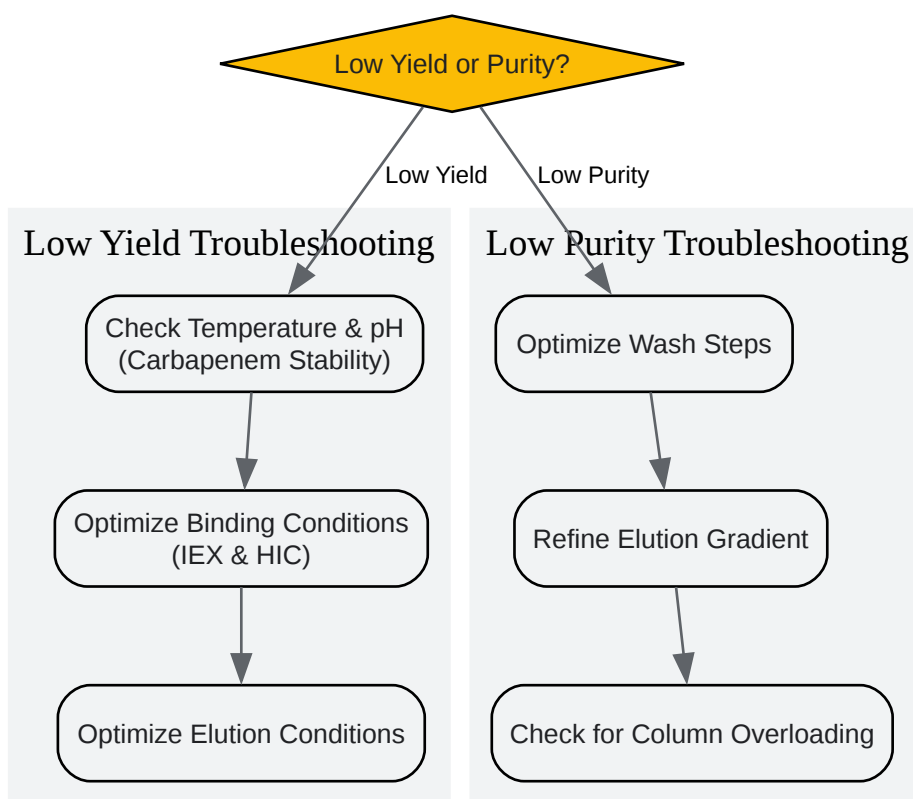 Low Yield or Purity?
Low Yield
Low Purity
Low Yield Troubleshooting
Low Purity Troubleshooting
Check Temperature & pH
(Carbapenem Stability)
Optimize Wash Steps
Optimize Binding Conditions
(IEX & HIC)
Refine Elution Gradient
Optimize Elution Conditions
Check for Column Overloading